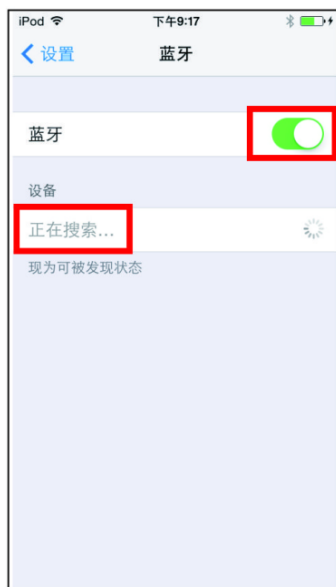 iPod 下午9:17
设置 蓝牙
蓝牙
设备
正在搜索...
现为可被发现状态